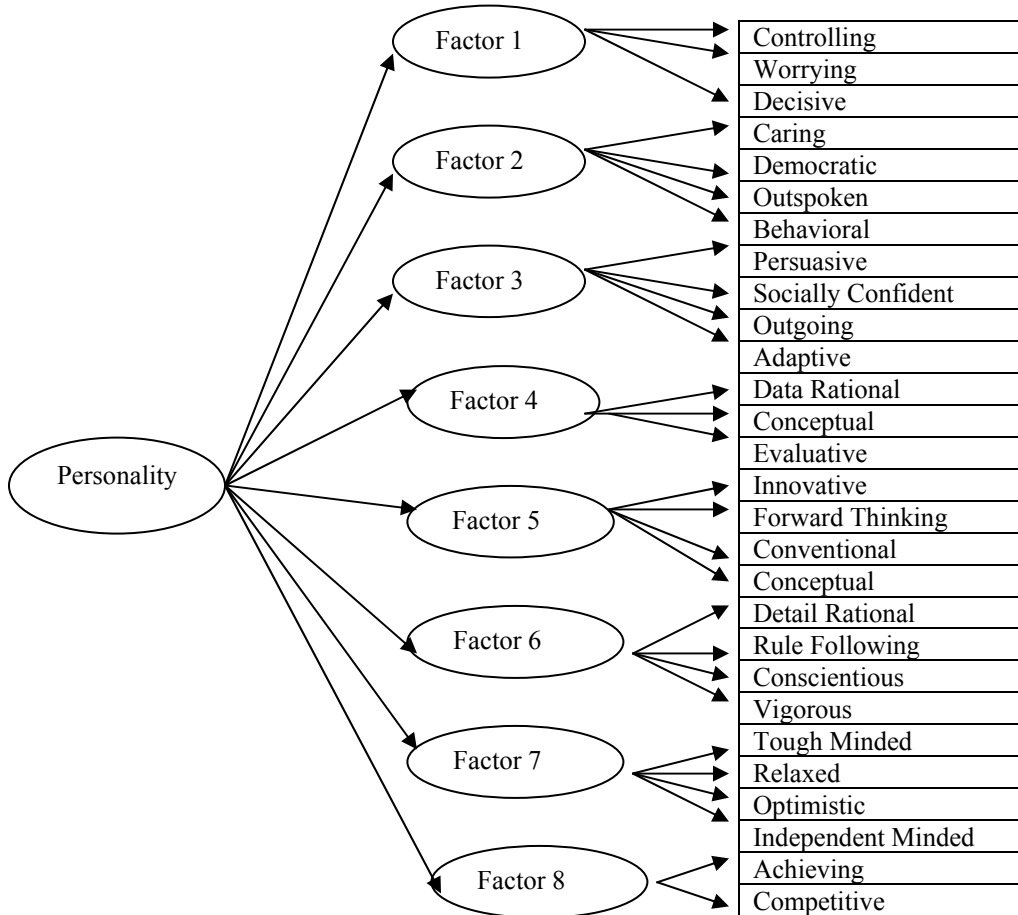 Personality
Factor 1
Factor 2
Factor 3
Factor 4
Factor 5
Factor 6
Factor 7
Factor 8
Controlling
Worrying
Decisive
Caring
Democratic
Outspoken
Behavioral
Persuasive
Socially Confident
Outgoing
Adaptive
Data Rational
Conceptual
Evaluative
Innovative
Forward Thinking
Conventional
Conceptual
Detail Rational
Rule Following
Conscientious
Vigorous
Tough Minded
Relaxed
Optimistic
Independent Minded
Achieving
Competitive